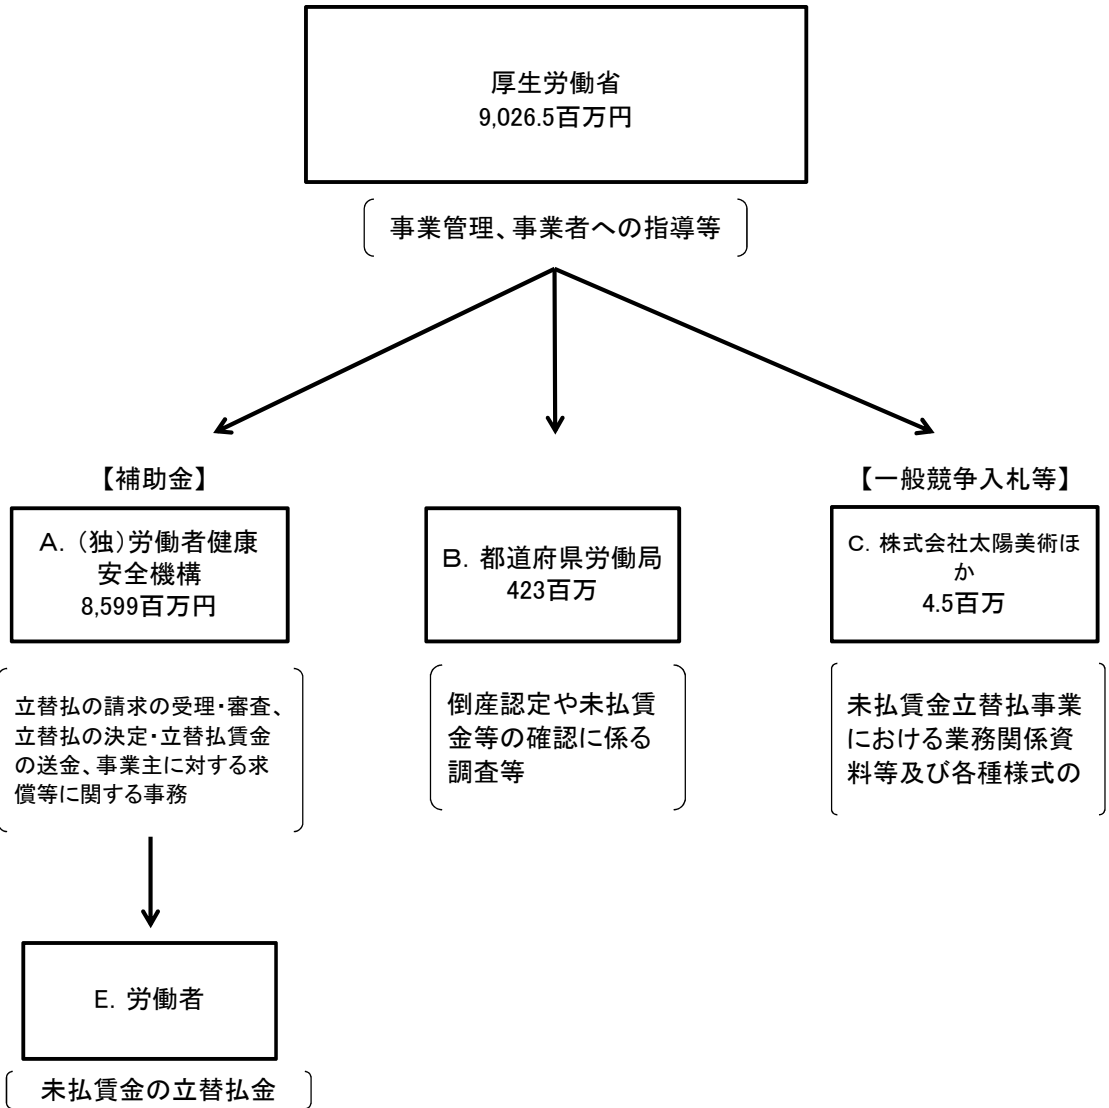 厚生労働省
9,026.5百万円
事業管理、事業者への指導等
【補助金】
【一般競争入札等】
A. （独）労働者健康
安全機構
8,599百万円
B. 都道府県労働局
423百万
C. 株式会社太陽美術ほ
か
4.5百万
立替払の請求の受理・審査、
立替払の決定・立替払賃金
の送金、事業主に対する求
償等に関する事務
倒産認定や未払賃
金等の確認に係る
調査等
未払賃金立替払事業
における業務関係資
料等及び各種様式の
E. 労働者
未払賃金の立替払金